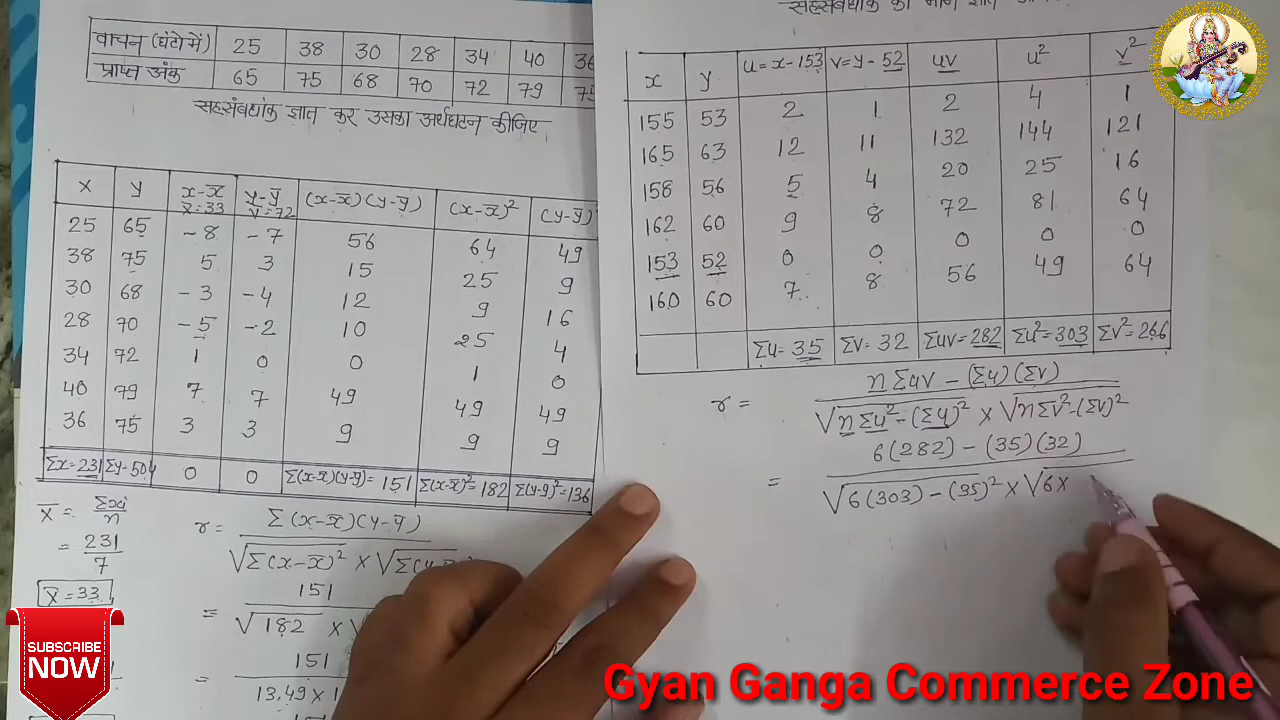 वाचन (घंटो में) 25 38 30 28 34 40 36
प्राप्त अंक 65 75 68 70 72 79 75
सहसंबधांक ज्ञात कर उसका अर्थघटन कीजिए
X Y x-x̅ x̅=33 y-y̅ y̅=72 (x-x̅)(y-y̅) (x-x̅)² (y-y̅)
25 65 -8 -7 56 64 49
38 75 5 3 15 25 9
30 68 -3 -4 12 9 16
28 70 -5 -2 10 25 4
34 72 1 0 0 1 0
40 79 7 7 49 49 49
36 75 3 3 9 9 9
Σx=231 Σy=504 0 0 Σ(x-x̅)(y-y̅)=151 Σ(x-x̅)²=182 Σ(y-y̅)²=136
x̅ = Σxi/n
= 231/7
x̅ = 33
r = Σ(x-x̅)(y-y̅) / √Σ(x-x̅)² × √Σ(y-
= 151 / √182 × √
= 151 / 13.49 × 1
सहसंबधांक का
x y u=x-153 v=y-52 uv u² v²
155 53 2 1 2 4 1
165 63 12 11 132 144 121
158 56 5 4 20 25 16
162 60 9 8 72 81 64
153 52 0 0 0 0 0
160 60 7 8 56 49 64
Σu=35 Σv=32 Σuv=282 Σu²=303 Σv²=266
r = nΣuv - (Σu)(Σv) / √nΣu²-(Σu)² × √nΣv²-(Σv)²
= 6(282) - (35)(32) / √6(303)-(35)² × √6×
SUBSCRIBE
NOW
Gyan Ganga Commerce Zone